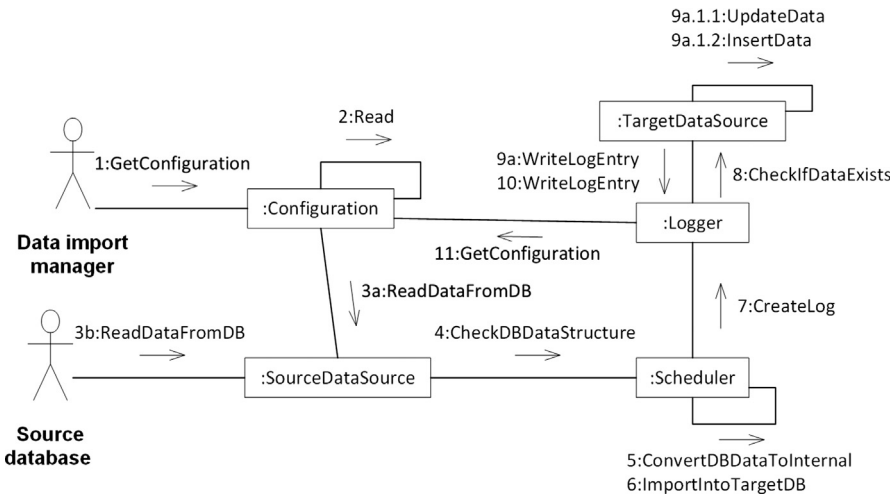 9a.1.1:UpdateData
9a.1.2:InsertData
2:Read
:TargetDataSource
1:GetConfiguration
9a:WriteLogEntry
10:WriteLogEntry
8:CheckIfDataExists
:Configuration
:Logger
Data import
manager
11:GetConfiguration
3a:ReadDataFromDB
7:CreateLog
3b:ReadDataFromDB
4:CheckDBDataStructure
:SourceDataSource
:Scheduler
Source
database
5:ConvertDBDataToInternal
6:ImportIntoTargetDB